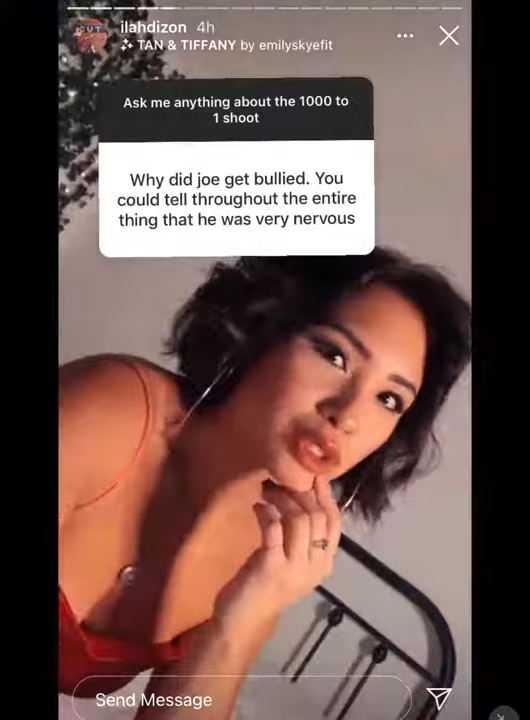 ilahdizon 4h
TAN & TIFFANY by emilyskyefit
Ask me anything about the 1000 to
1 shoot
Why did joe get bullied. You
could tell throughout the entire
thing that he was very nervous
Send Message